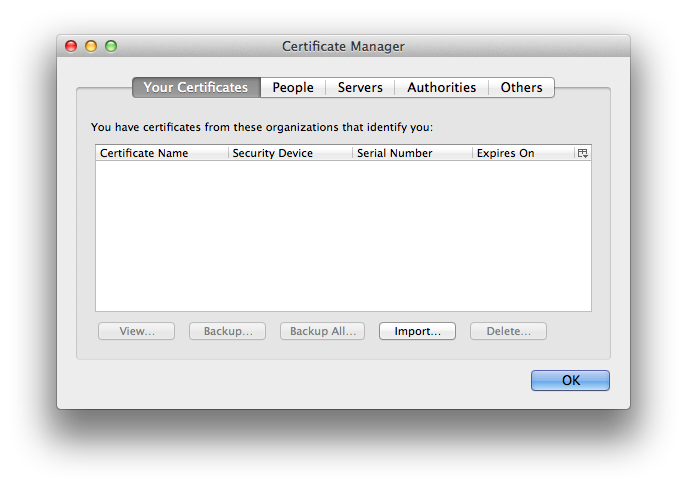 Certificate Manager
Your Certificates People Servers Authorities Others
You have certificates from these organizations that identify you:
Certificate Name Security Device Serial Number Expires On
View... Backup... Backup All... Import... Delete...
OK